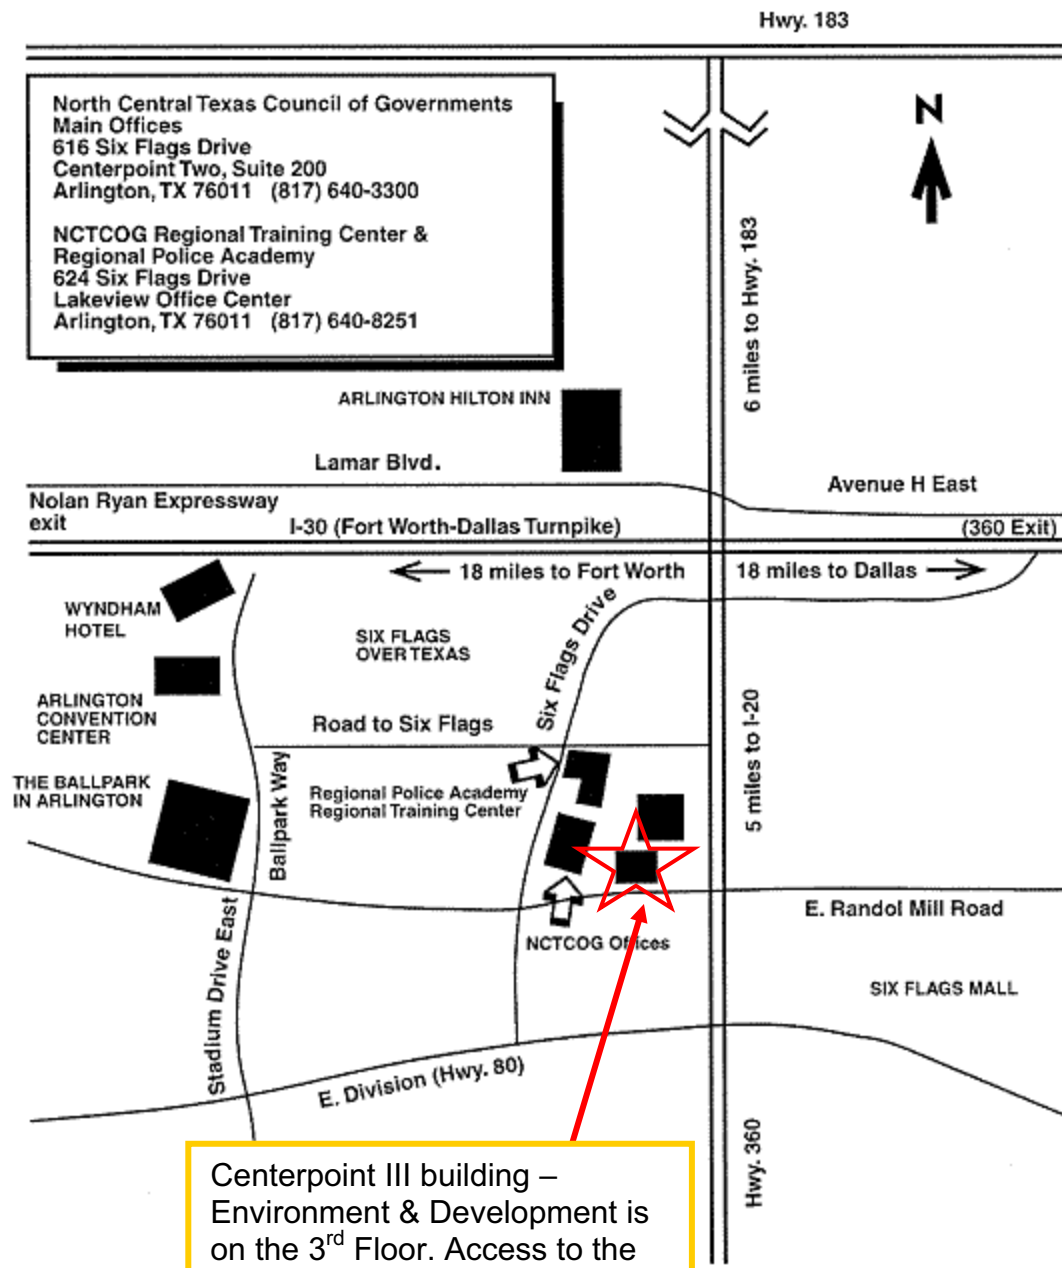 Hwy. 183
North Central Texas Council of Governments
Main Offices
616 Six Flags Drive
Centerpoint Two, Suite 200
Arlington, TX 76011 (817) 640-3300
NCTCOG Regional Training Center &
Regional Police Academy
624 Six Flags Drive
Lakeview Office Center
Arlington, TX 76011 (817) 640-8251
N
6 miles to Hwy. 183
ARLINGTON HILTON INN
Lamar Blvd.
Avenue H East
Nolan Ryan Expressway
exit
I-30 (Fort Worth-Dallas Turnpike)
(360 Exit)
18 miles to Fort Worth
18 miles to Dallas
WYNDHAM
HOTEL
SIX FLAGS
OVER TEXAS
Six Flags Drive
ARLINGTON
CONVENTION
CENTER
Road to Six Flags
5 miles to I-20
THE BALLPARK
IN ARLINGTON
Ballpark Way
Regional Police Academy
Regional Training Center
E. Randol Mill Road
NCTCOG Offices
Stadium Drive East
SIX FLAGS MALL
E. Division (Hwy. 80)
Hwy. 360
Centerpoint III building –
Environment & Development is
on the 3rd Floor. Access to the